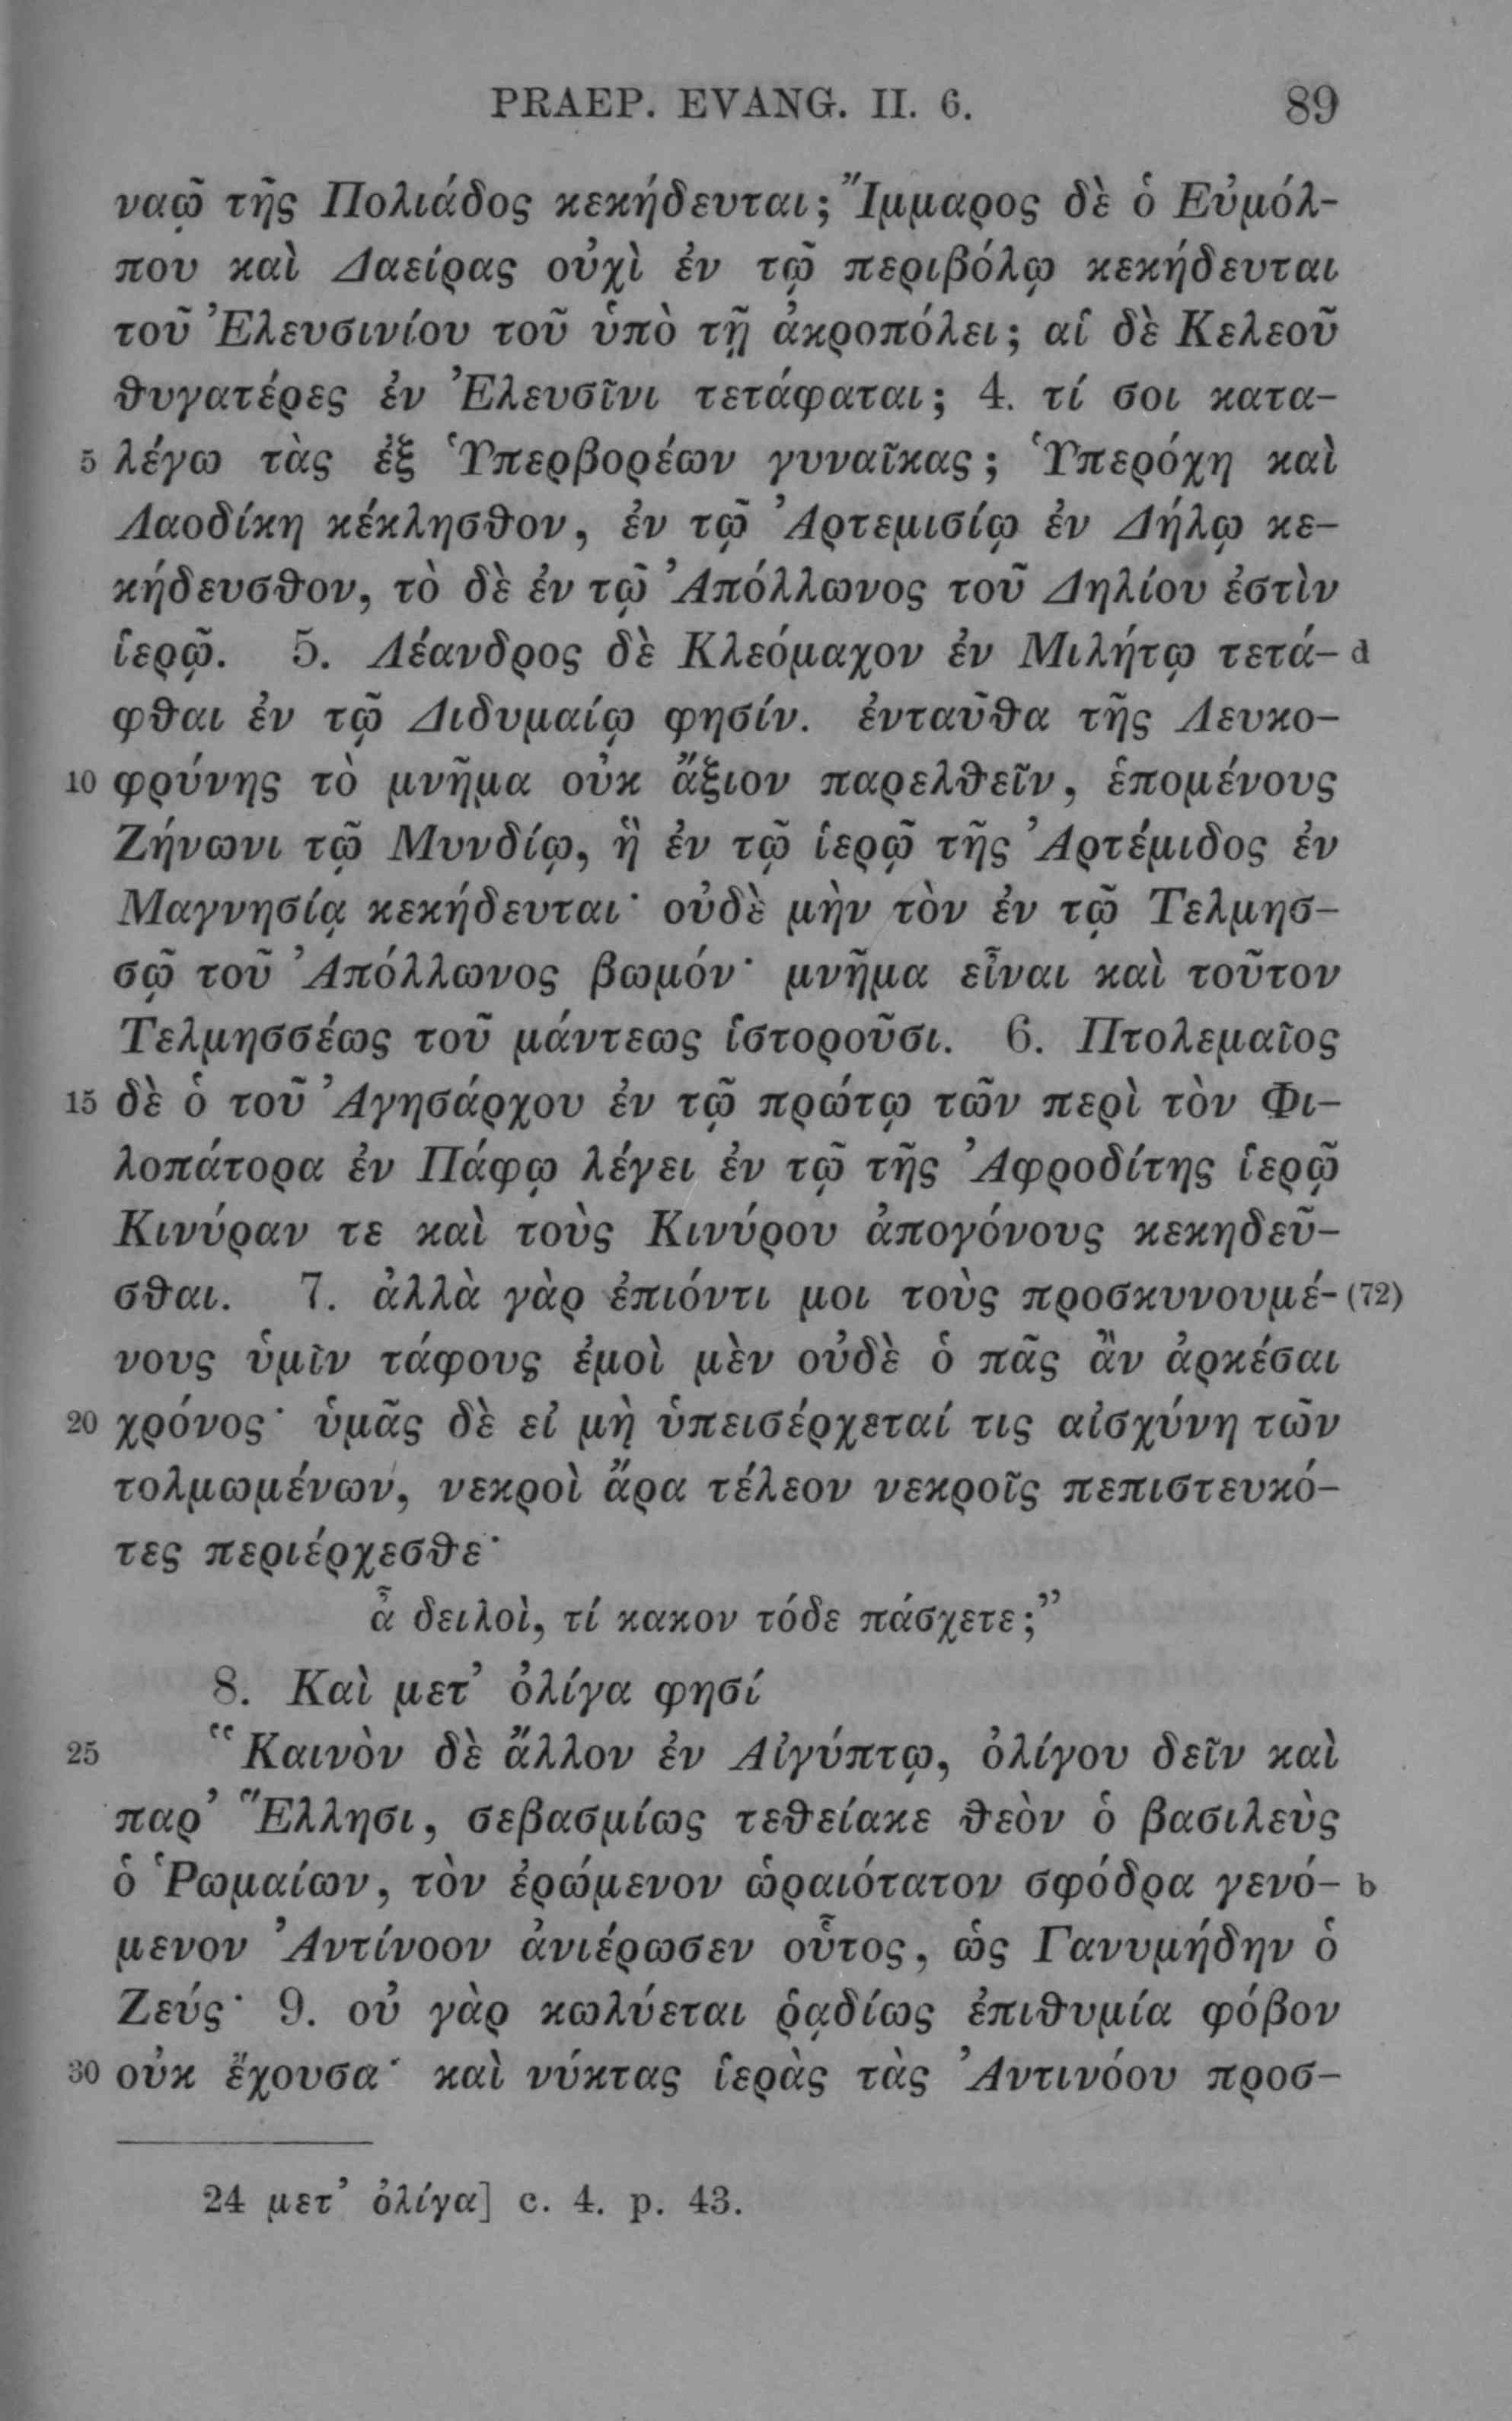 PRAEP. EVANG. II. 6. 89
ναῷ τῆς Πολιάδος κεκήδευται; Ἴμμαρος δὲ ὁ Εὐμόλ-
που καὶ Δαείρας οὐχὶ ἐν τῷ περιβόλῳ κεκήδευται
τοῦ Ἐλευσινίου τοῦ ὑπὸ τῇ ἀκροπόλει; αἱ δὲ Κελεοῦ
θυγατέρες ἐν Ἐλευσῖνι τετάφαται; 4. τί σοι κατα-
5 λέγω τὰς ἐξ Ὑπερβορέων γυναῖκας; Ὑπερόχη καὶ
Λαοδίκη κέκλησθον, ἐν τῷ Ἀρτεμισίῳ ἐν Δήλῳ κε-
κήδευσθον, τὸ δὲ ἐν τῷ Ἀπόλλωνος τοῦ Δηλίου ἐστὶν
ἱερῷ. 5. Λέανδρος δὲ Κλεόμαχον ἐν Μιλήτῳ τετά- d
φθαι ἐν τῷ Διδυμαίῳ φησίν. ἐνταῦθα τῆς Λευκο-
10 φρύνης τὸ μνῆμα οὐκ ἄξιον παρελθεῖν, ἑπομένους
Ζήνωνι τῷ Μυνδίῳ, ἣ ἐν τῷ ἱερῷ τῆς Ἀρτέμιδος ἐν
Μαγνησίᾳ κεκήδευται· οὐδὲ μὴν τὸν ἐν τῷ Τελμησ-
σῷ τοῦ Ἀπόλλωνος βωμόν· μνῆμα εἶναι καὶ τοῦτον
Τελμησσέως τοῦ μάντεως ἱστοροῦσι. 6. Πτολεμαῖος
15 δὲ ὁ τοῦ Ἀγησάρχου ἐν τῷ πρώτῳ τῶν περὶ τὸν Φι-
λοπάτορα ἐν Πάφῳ λέγει ἐν τῷ τῆς Ἀφροδίτης ἱερῷ
Κινύραν τε καὶ τοὺς Κινύρου ἀπογόνους κεκηδεῦ-
σθαι. 7. ἀλλὰ γὰρ ἐπιόντι μοι τοὺς προσκυνουμέ- (72)
νους ὑμῖν τάφους ἐμοὶ μὲν οὐδὲ ὁ πᾶς ἂν ἀρκέσαι
20 χρόνος· ὑμᾶς δὲ εἰ μὴ ὑπεισέρχεταί τις αἰσχύνη τῶν
τολμωμένων, νεκροὶ ἄρα τέλεον νεκροῖς πεπιστευκό-
τες περιέρχεσθε·
ἆ δειλοὶ, τί κακον τόδε πάσχετε;”
8. Καὶ μετ’ ὀλίγα φησί
25 “Καινὸν δὲ ἄλλον ἐν Αἰγύπτῳ, ὀλίγου δεῖν καὶ
παρ’ Ἕλλησι, σεβασμίως τεθείακε θεὸν ὁ βασιλεὺς
ὁ Ῥωμαίων, τὸν ἐρώμενον ὡραιότατον σφόδρα γενό- b
μενον Ἀντίνοον ἀνιέρωσεν οὗτος, ὡς Γανυμήδην ὁ
Ζεύς· 9. οὐ γὰρ κωλύεται ῥᾳδίως ἐπιθυμία φόβον
30 οὐκ ἔχουσα· καὶ νύκτας ἱερὰς τὰς Ἀντινόου προσ-
24 μετ’ ὀλίγα] c. 4. p. 43.